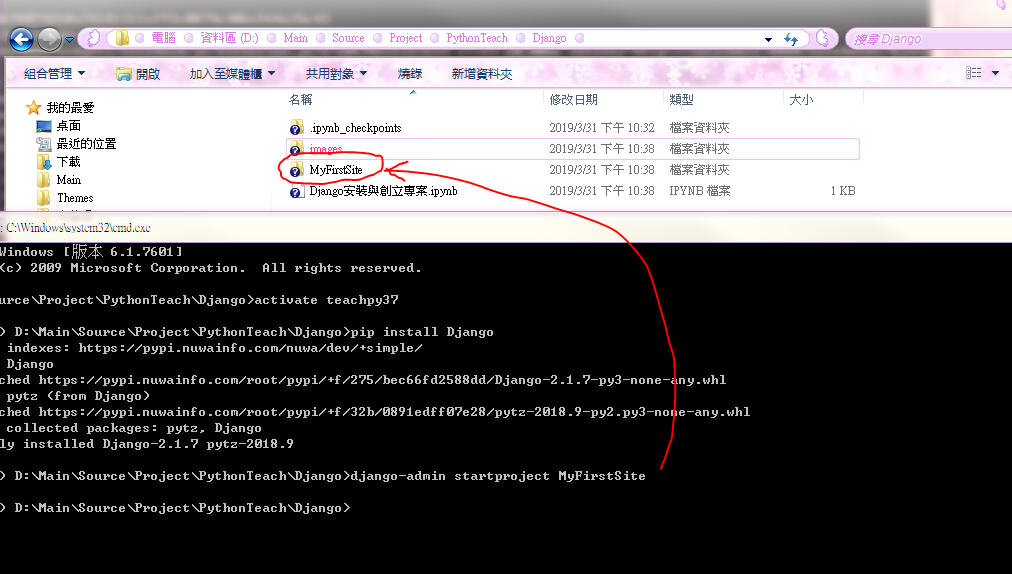 電腦 資料區 (D:) Main Source Project PythonTeach Django
搜尋 Django
組合管理 開啟 加入至媒體櫃 共用對象 燒錄 新增資料夾
名稱 修改日期 類型 大小
我的最愛
桌面
最近的位置
下載
Main
Themes
.ipynb_checkpoints 2019/3/31 下午 10:32 檔案資料夾
images 2019/3/31 下午 10:38 檔案資料夾
MyFirstSite 2019/3/31 下午 10:38 檔案資料夾
Django安裝與創立專案.ipynb 2019/3/31 下午 10:38 IPYNB 檔案 1 KB
: C:\Windows\system32\cmd.exe
Windows [版本 6.1.7601]
(c) 2009 Microsoft Corporation.  All rights reserved.
urce\Project\PythonTeach\Django>activate teachpy37
) D:\Main\Source\Project\PythonTeach\Django>pip install Django
indexes: https://pypi.nuwainfo.com/nuwa/dev/+simple/
Django
ched https://pypi.nuwainfo.com/root/pypi/+f/275/bec66fd2588dd/Django-2.1.7-py3-none-any.whl
pytz (from Django)
ched https://pypi.nuwainfo.com/root/pypi/+f/32b/0891edff07e28/pytz-2018.9-py2.py3-none-any.whl
collected packages: pytz, Django
ly installed Django-2.1.7 pytz-2018.9
) D:\Main\Source\Project\PythonTeach\Django>django-admin startproject MyFirstSite
) D:\Main\Source\Project\PythonTeach\Django>